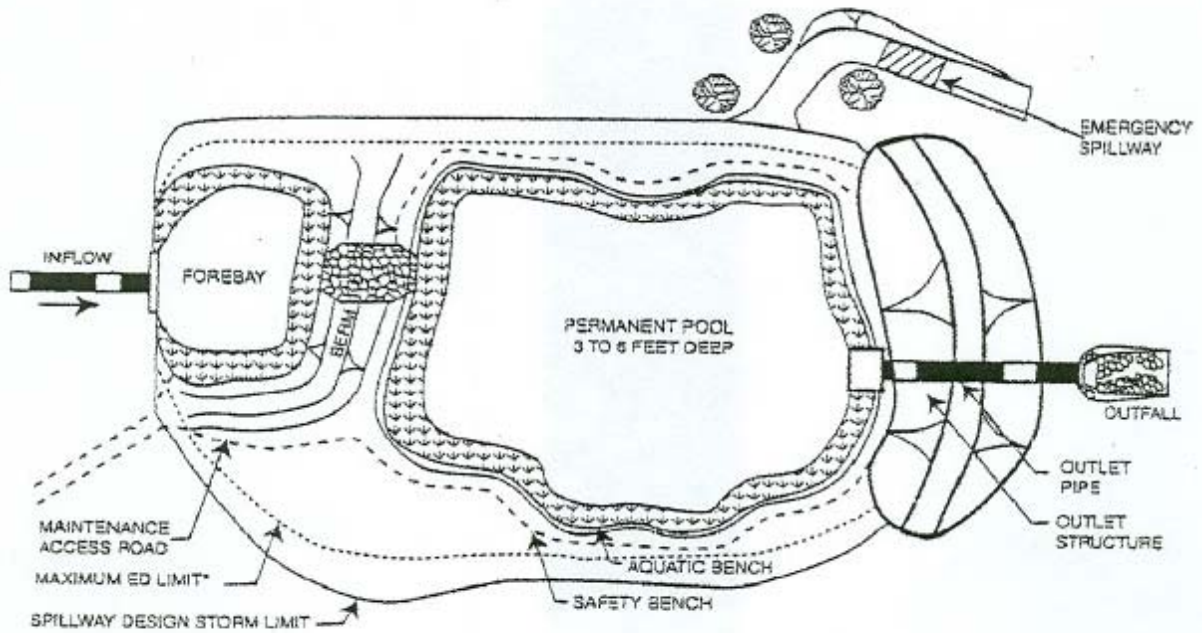 EMERGENCY
SPILLWAY
INFLOW
FOREBAY
BERM
PERMANENT POOL
3 TO 6 FEET DEEP
OUTFALL
OUTLET
PIPE
OUTLET
STRUCTURE
MAINTENANCE
ACCESS ROAD
AQUATIC BENCH
MAXIMUM ED LIMIT*
SAFETY BENCH
SPILLWAY DESIGN STORM LIMIT